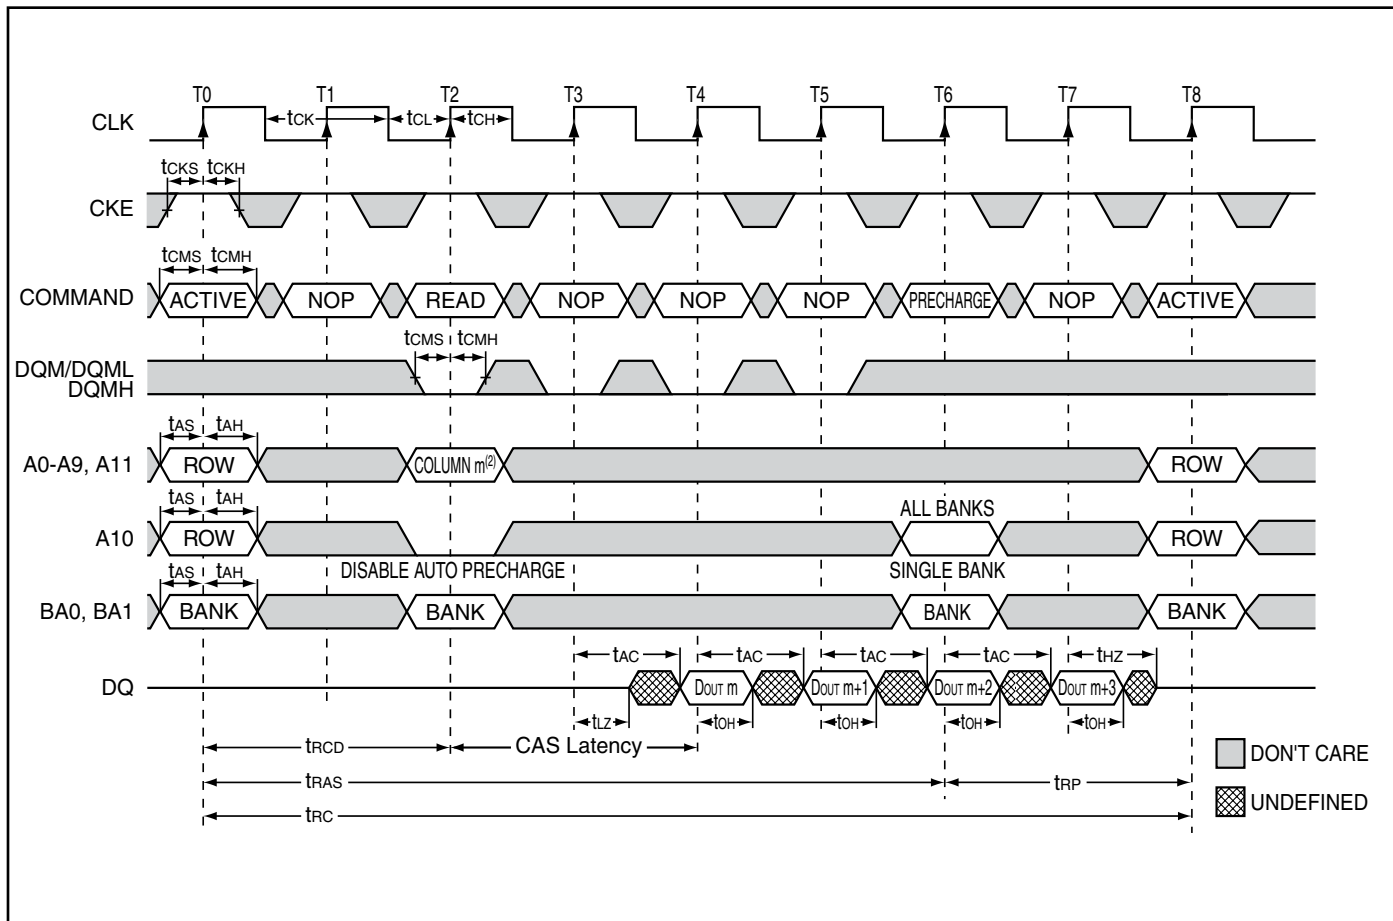 T0 T1 T2 T3 T4 T5 T6 T7 T8
CLK tCK tCL tCH
tCKS tCKH
CKE
tCMS tCMH
COMMAND ACTIVE NOP READ NOP NOP NOP PRECHARGE NOP ACTIVE
tCMS tCMH
DQM/DQML
DQMH
tAS tAH
A0-A9, A11 ROW COLUMN m(2) ROW
tAS tAH ALL BANKS
A10 ROW ROW
DISABLE AUTO PRECHARGE SINGLE BANK
tAS tAH
BA0, BA1 BANK BANK BANK BANK
tAC tAC tAC tAC tHZ
DQ DOUT m DOUT m+1 DOUT m+2 DOUT m+3
tLZ tOH tOH tOH tOH
tRCD CAS Latency
DON'T CARE
tRAS tRP
UNDEFINED
tRC